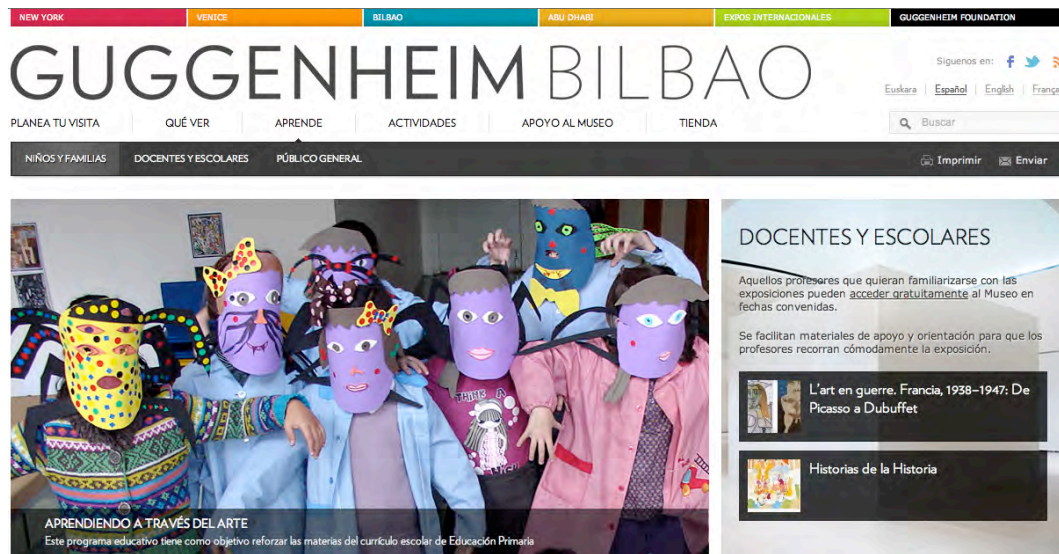 NEW YORK
VENICE
BILBAO
ABU DHABI
EXPOS INTERNACIONALES
GUGGENHEIM FOUNDATION
GUGGENHEIM BILBAO
Síguenos en:
Euskara | Español | English | França
PLANEA TU VISITA
QUÉ VER
APRENDE
ACTIVIDADES
APOYO AL MUSEO
TIENDA
Buscar
NIÑOS Y FAMILIAS
DOCENTES Y ESCOLARES
PÚBLICO GENERAL
Imprimir
Enviar
THINK A
APRENDIENDO A TRAVÉS DEL ARTE
Este programa educativo tiene como objetivo reforzar las materias del currículo escolar de Educación Primaria
DOCENTES Y ESCOLARES
Aquellos profesores que quieran familiarizarse con las
exposiciones pueden acceder gratuitamente al Museo en
fechas convenidas.
Se facilitan materiales de apoyo y orientación para que los
profesores recorran cómodamente la exposición.
L'art en guerre. Francia, 1938–1947: De
Picasso a Dubuffet
Historias de la Historia